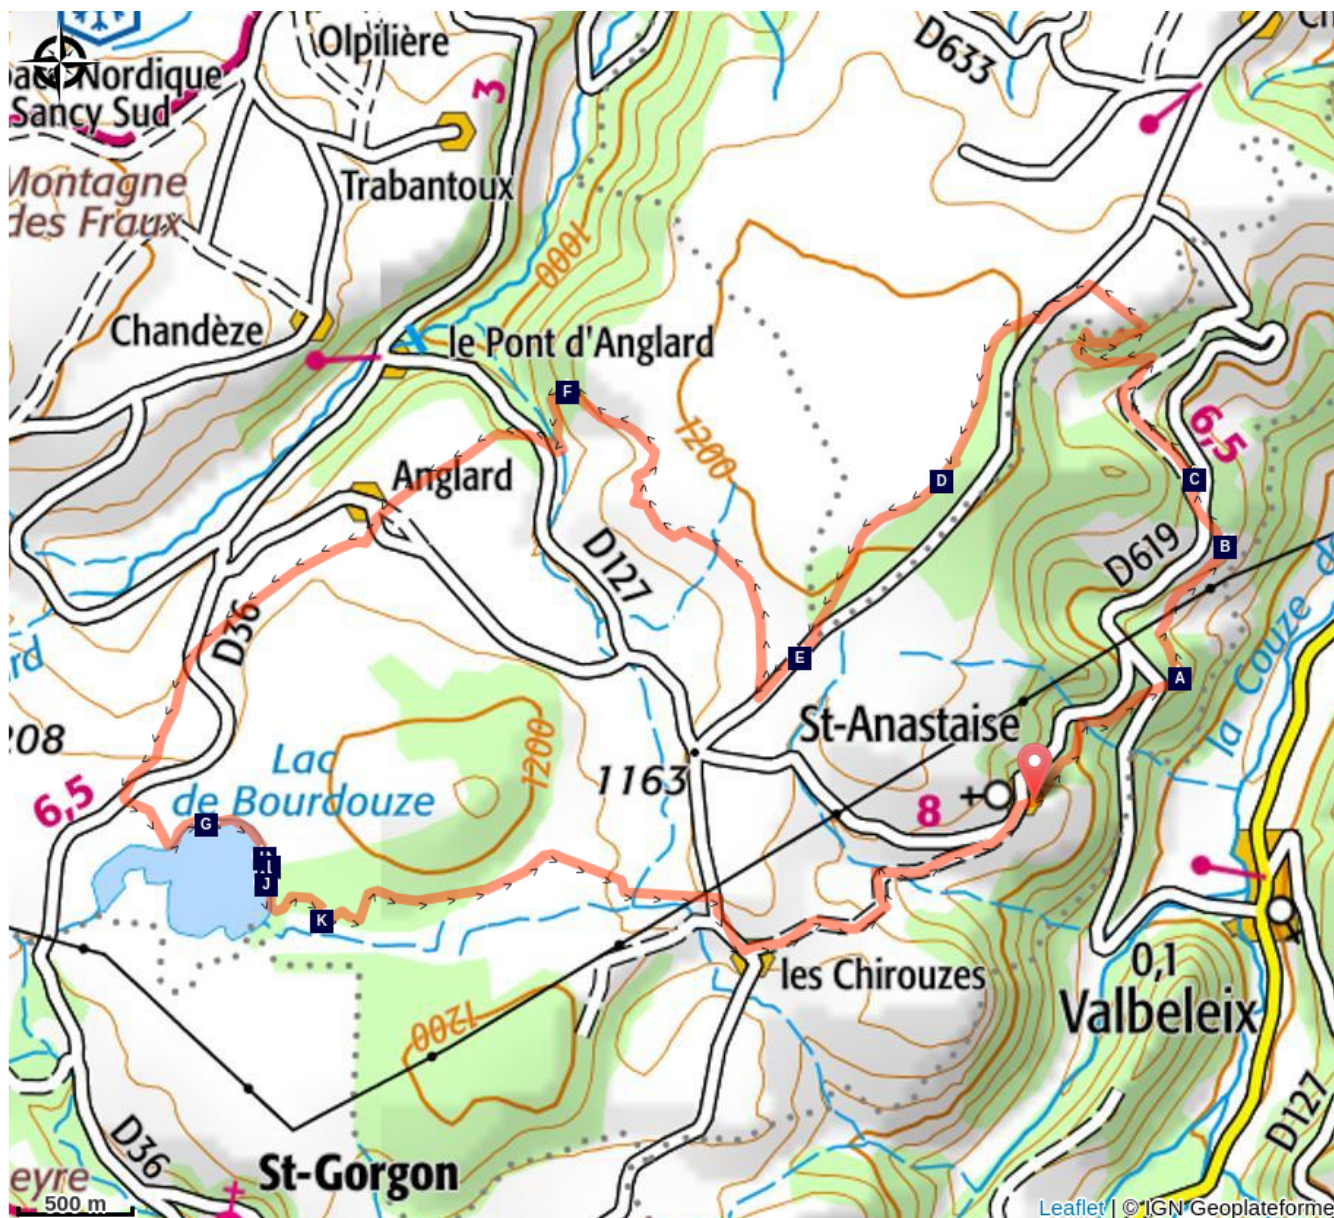 Olpilière
3
D633
Nordique
Sancy Sud
Trabantoux
Montagne
des Fraux
1000
Chandèze
le Pont d'Anglard
F
1200
6,5
C
D
Anglard
B
D619
D127
D36
E
A
la Couze
208
St-Anastaise
Lac
de Bourdouze
1200
1163
8
6,5
G
I
J
K
les Chirouzes
0,1
Valbeleix
1200
D127
D36
St-Gorgon
eyre
500 m
Leaflet | © IGN Geoplateforme